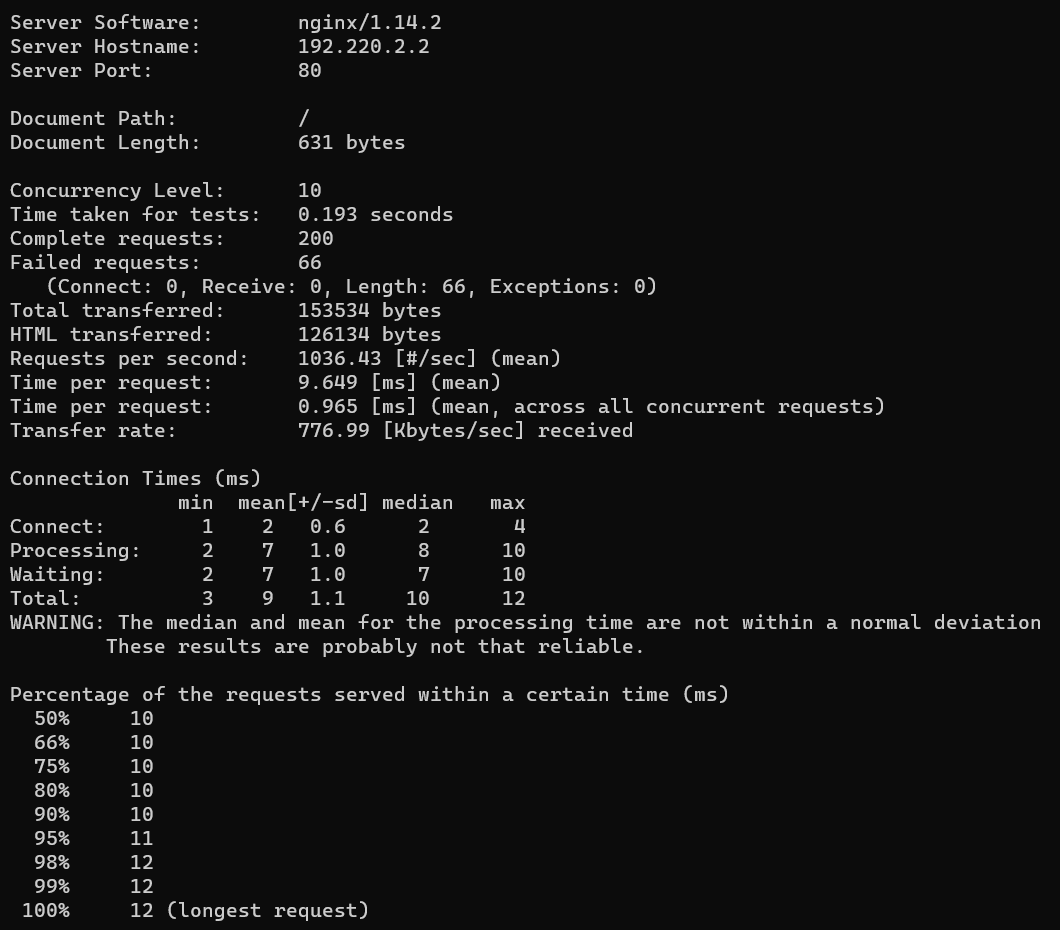 Server Software:        nginx/1.14.2
Server Hostname:        192.220.2.2
Server Port:            80

Document Path:          /
Document Length:        631 bytes

Concurrency Level:      10
Time taken for tests:   0.193 seconds
Complete requests:      200
Failed requests:        66
   (Connect: 0, Receive: 0, Length: 66, Exceptions: 0)
Total transferred:      153534 bytes
HTML transferred:       126134 bytes
Requests per second:    1036.43 [#/sec] (mean)
Time per request:       9.649 [ms] (mean)
Time per request:       0.965 [ms] (mean, across all concurrent requests)
Transfer rate:          776.99 [Kbytes/sec] received

Connection Times (ms)
              min  mean[+/-sd] median   max
Connect:        1    2   0.6      2       4
Processing:     2    7   1.0      8      10
Waiting:        2    7   1.0      7      10
Total:          3    9   1.1     10      12
WARNING: The median and mean for the processing time are not within a normal deviation
        These results are probably not that reliable.

Percentage of the requests served within a certain time (ms)
  50%     10
  66%     10
  75%     10
  80%     10
  90%     10
  95%     11
  98%     12
  99%     12
 100%     12 (longest request)